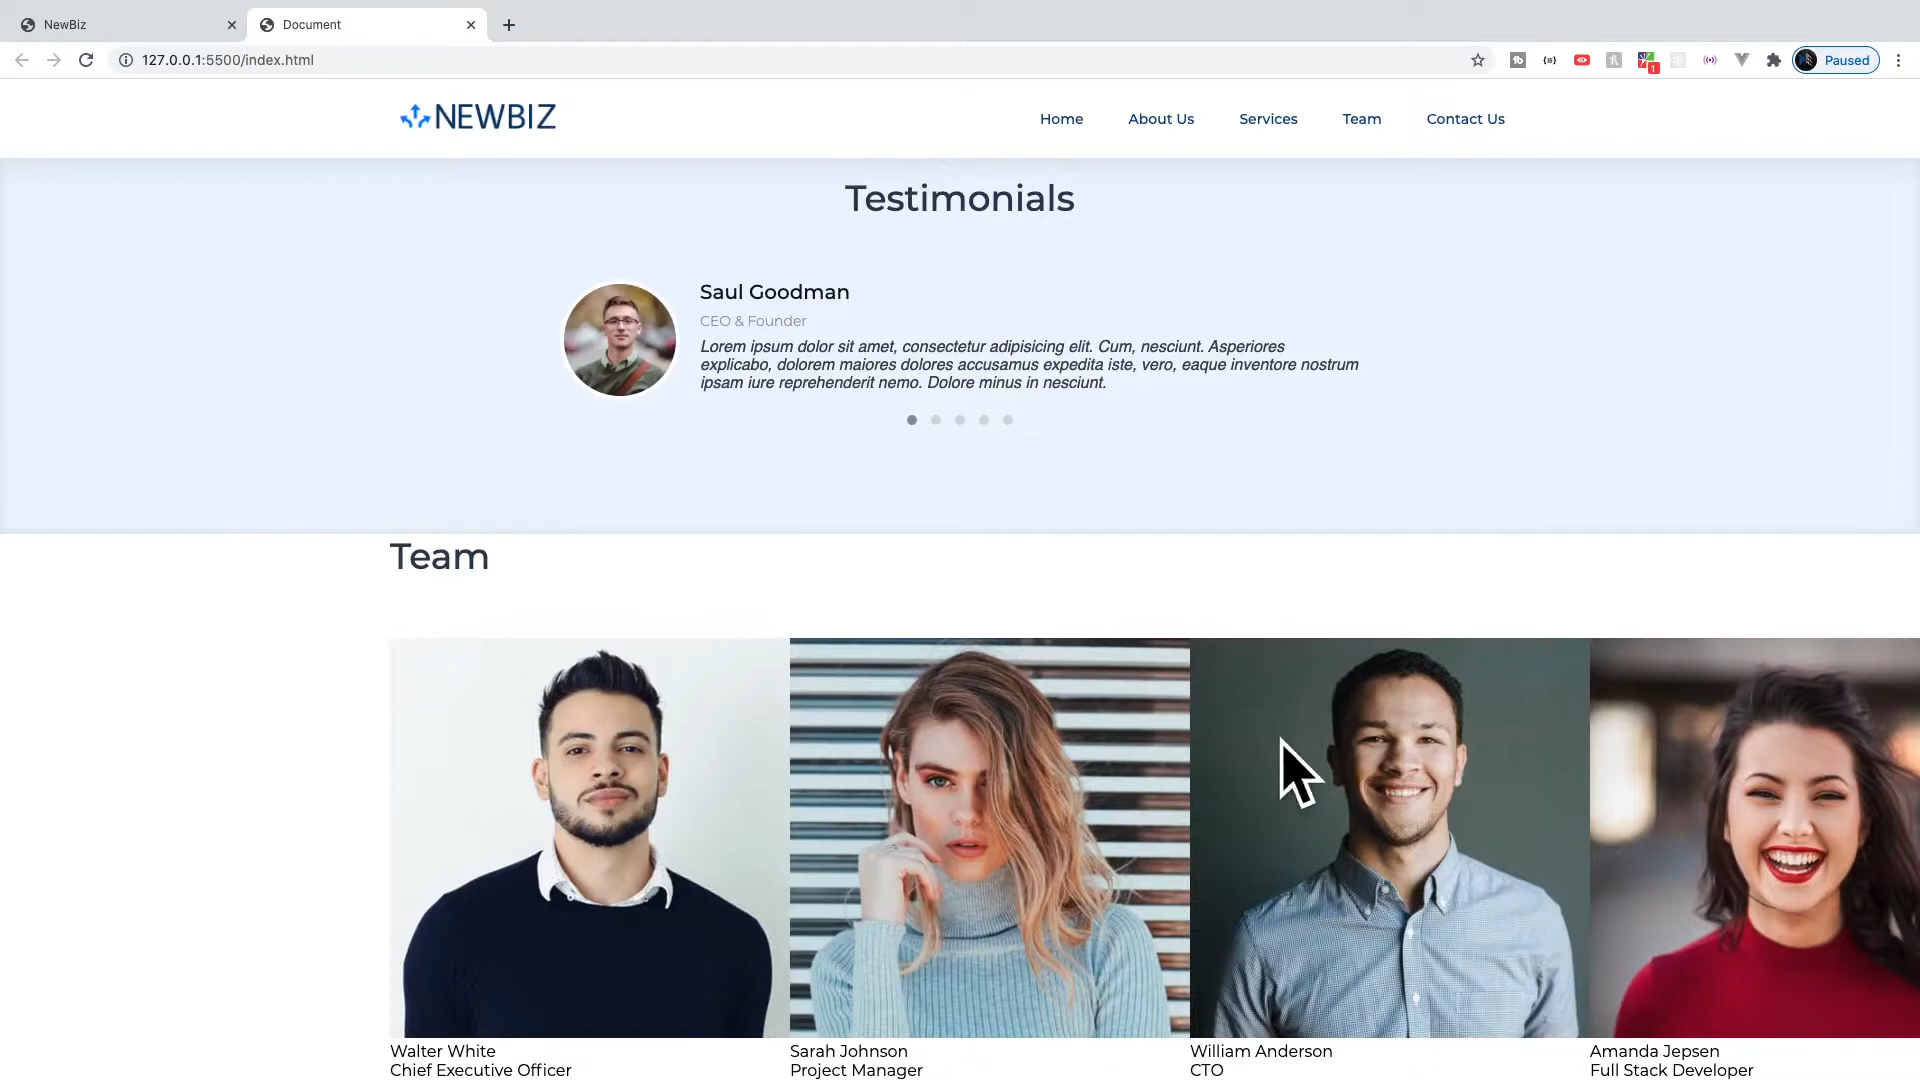 NewBiz
Document
127.0.0.1:5500/index.html
1
Paused
NEWBIZ
Home
About Us
Services
Team
Contact Us
Testimonials
Saul Goodman
CEO & Founder
Lorem ipsum dolor sit amet, consectetur adipisicing elit. Cum, nesciunt. Asperiores
explicabo, dolorem maiores dolores accusamus expedita iste, vero, eaque inventore nostrum
ipsam iure reprehenderit nemo. Dolore minus in nesciunt.
Team
Walter White
Chief Executive Officer
Sarah Johnson
Project Manager
William Anderson
CTO
Amanda Jepsen
Full Stack Developer